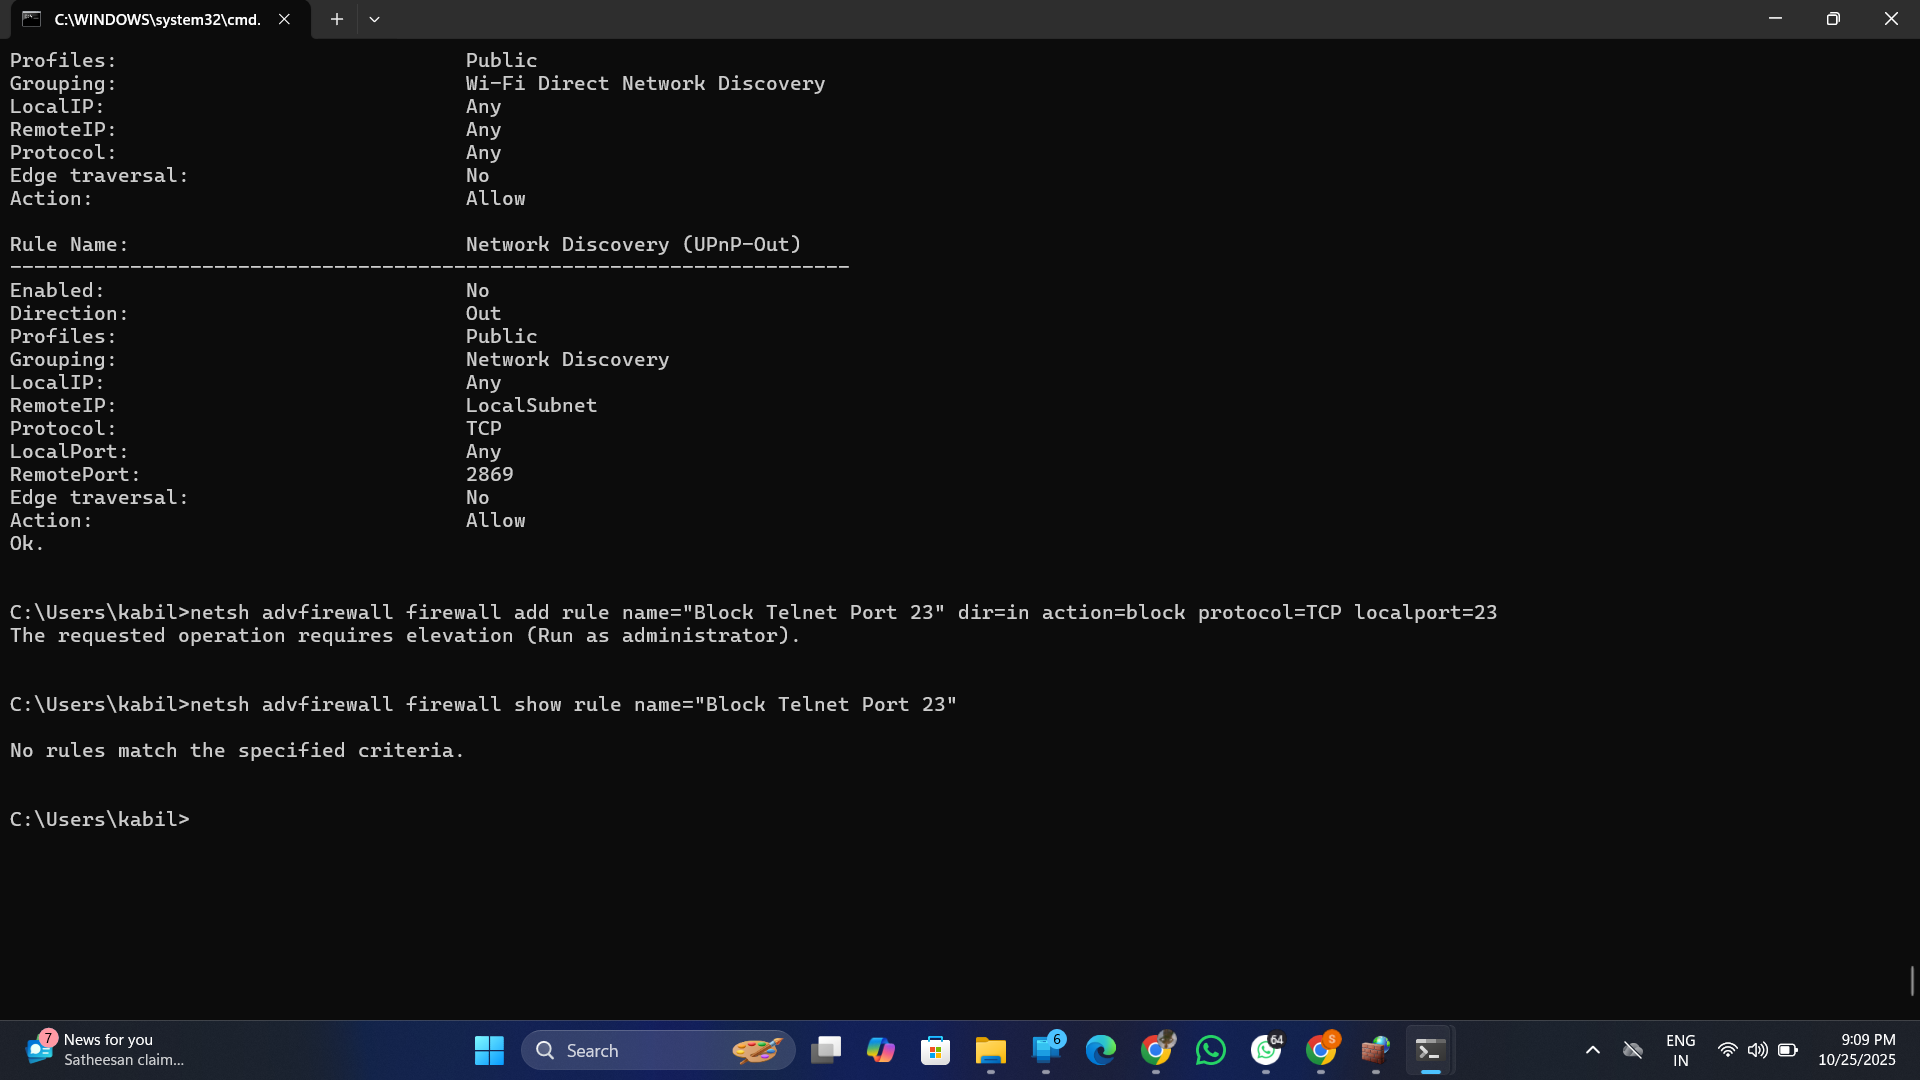 C:\WINDOWS\system32\cmd.
Profiles: Public
Grouping: Wi-Fi Direct Network Discovery
LocalIP: Any
RemoteIP: Any
Protocol: Any
Edge traversal: No
Action: Allow
Rule Name: Network Discovery (UPnP-Out)
----------------------------------------------------------------------
Enabled: No
Direction: Out
Profiles: Public
Grouping: Network Discovery
LocalIP: Any
RemoteIP: LocalSubnet
Protocol: TCP
LocalPort: Any
RemotePort: 2869
Edge traversal: No
Action: Allow
Ok.
C:\Users\kabil>netsh advfirewall firewall add rule name="Block Telnet Port 23" dir=in action=block protocol=TCP localport=23
The requested operation requires elevation (Run as administrator).
C:\Users\kabil>netsh advfirewall firewall show rule name="Block Telnet Port 23"
No rules match the specified criteria.
C:\Users\kabil>
7 News for you
Satheesan claim...
Search
6
64
S
ENG
IN
9:09 PM
10/25/2025